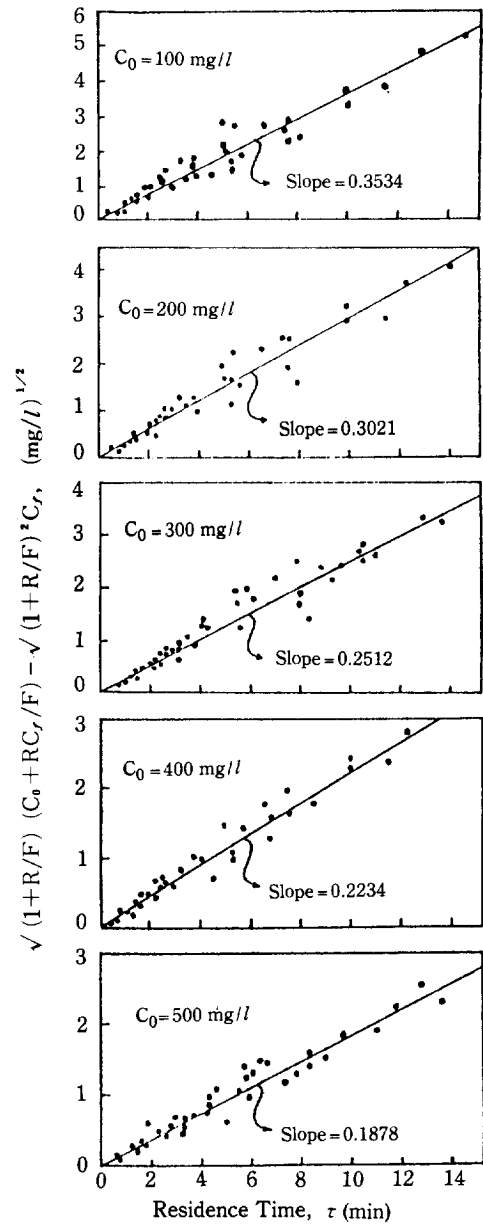 √(1+R/F) (C₀+RC_f/F) −√(1+R/F)²C_f, (mg/l)^{1/2}
6
5
4
3
2
1
0
C₀=100 mg/l
Slope=0.3534
4
3
2
1
0
C₀=200 mg/l
Slope=0.3021
4
3
2
1
0
C₀=300 mg/l
Slope=0.2512
3
2
1
0
C₀=400 mg/l
Slope=0.2234
3
2
1
0
C₀=500 mg/l
Slope=0.1878
0 2 4 6 8 10 12 14
Residence Time, τ (min)